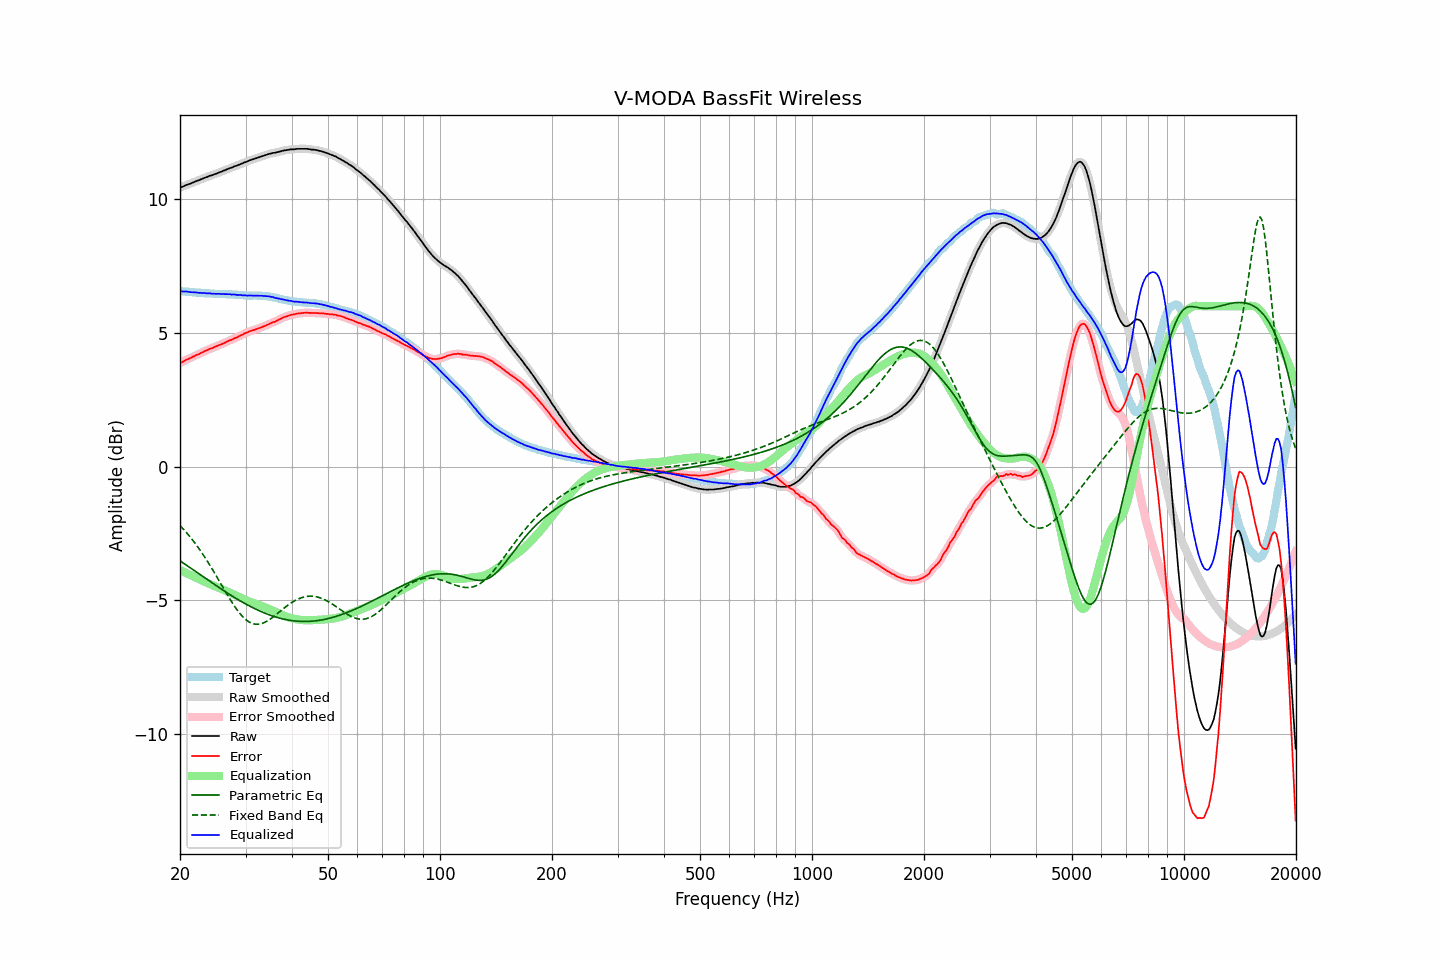 V-MODA BassFit Wireless
Amplitude (dBr)
10
5
0
−5
−10
Target
Raw Smoothed
Error Smoothed
Raw
Error
Equalization
Parametric Eq
Fixed Band Eq
Equalized
20 50 100 200 500 1000 2000 5000 10000 20000
Frequency (Hz)